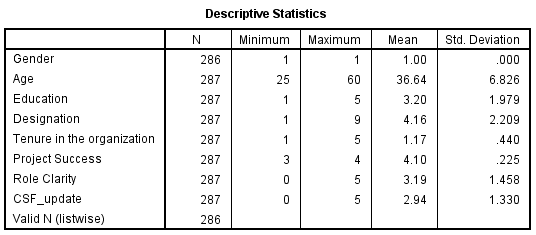 Descriptive Statistics
N Minimum Maximum Mean Std. Deviation
Gender 286 1 1 1.00 .000
Age 287 25 60 36.64 6.826
Education 287 1 5 3.20 1.979
Designation 287 1 9 4.16 2.209
Tenure in the organization 287 1 5 1.17 .440
Project Success 287 3 4 4.10 .225
Role Clarity 287 0 5 3.19 1.458
CSF_update 287 0 5 2.94 1.330
Valid N (listwise) 286